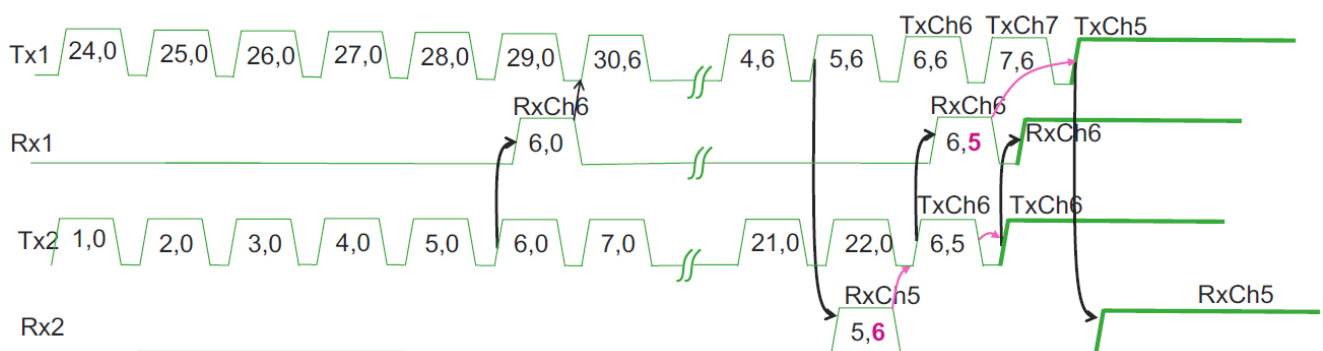 TxCh6 TxCh7 TxCh5
Tx1 24,0 25,0 26,0 27,0 28,0 29,0 30,6 4,6 5,6 6,6 7,6
RxCh6 RxCh6
Rx1 6,0 6,5 RxCh6
TxCh6 TxCh6
Tx2 1,0 2,0 3,0 4,0 5,0 6,0 7,0 21,0 22,0 6,5
RxCh5 RxCh5
Rx2 5,6